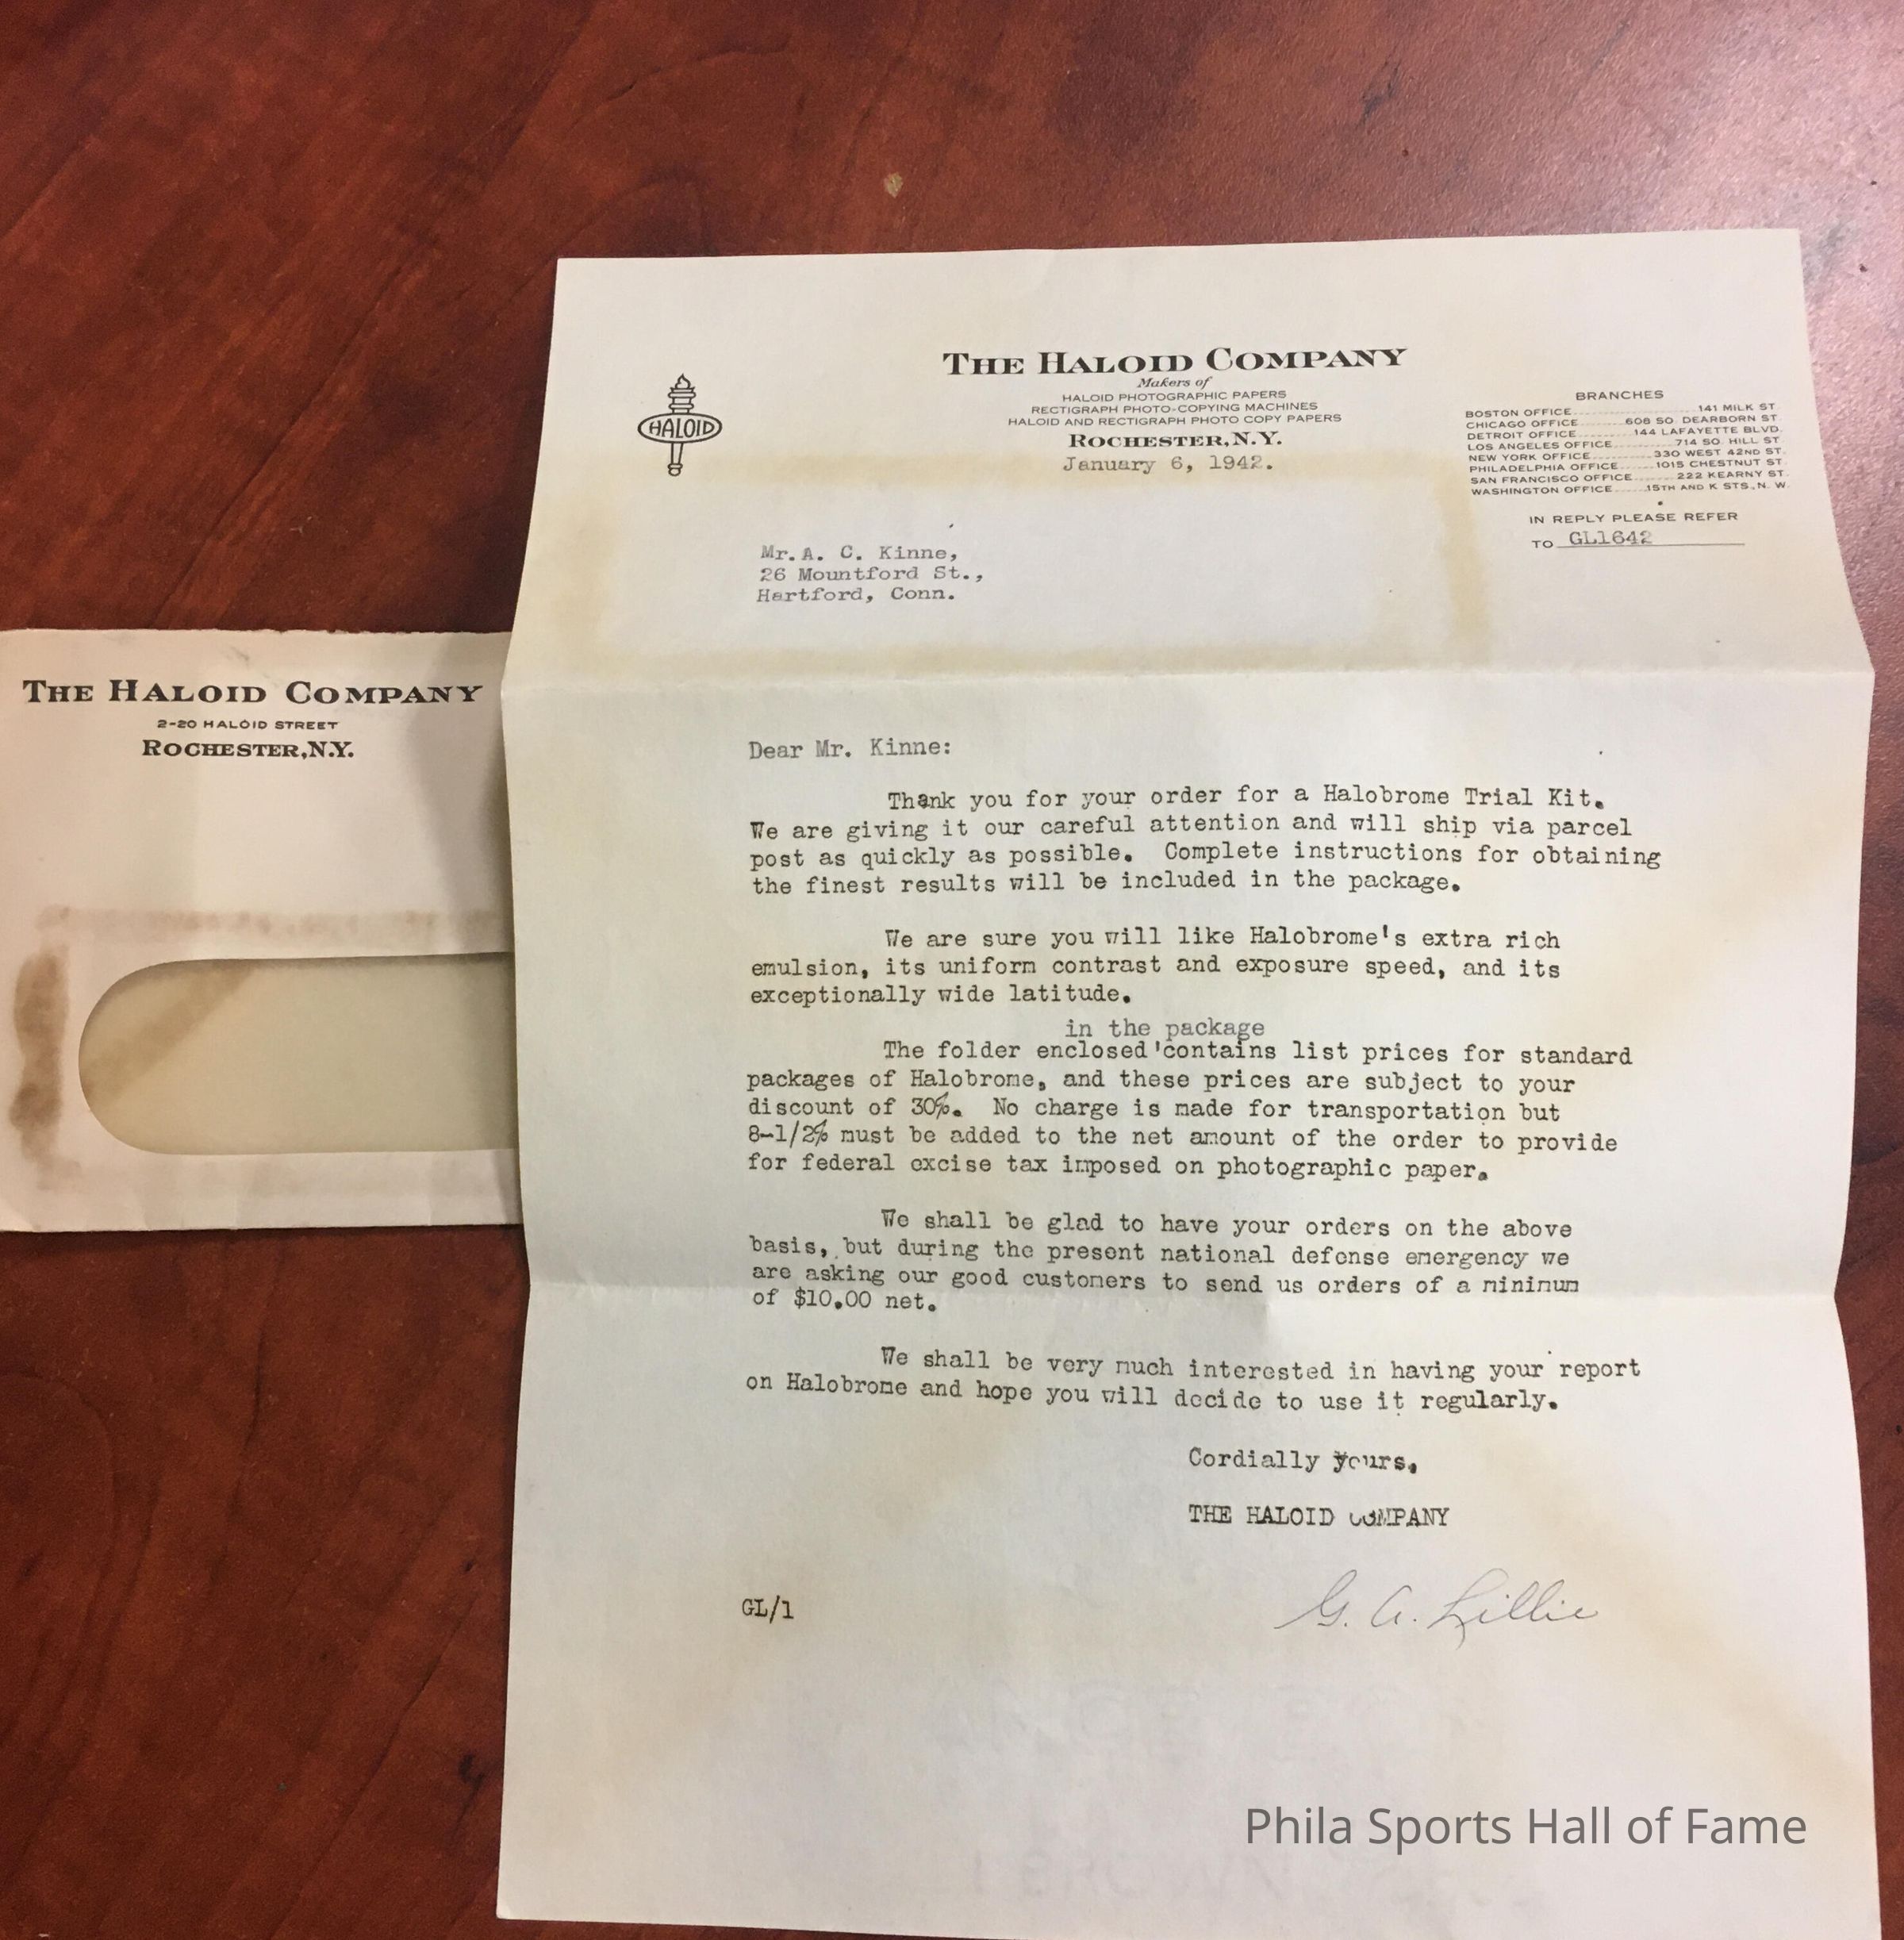 THE HALOID COMPANY
2-20 HALOID STREET
ROCHESTER, N.Y.
HALOID
THE HALOID COMPANY
Makers of
HALOID PHOTOGRAPHIC PAPERS
RECTIGRAPH PHOTO-COPYING MACHINES
HALOID AND RECTIGRAPH PHOTO COPY PAPERS
ROCHESTER, N.Y.
January 6, 1942.
BRANCHES
BOSTON OFFICE 141 MILK ST.
CHICAGO OFFICE 608 SO. DEARBORN ST.
DETROIT OFFICE 144 LAFAYETTE BLVD.
LOS ANGELES OFFICE 714 SO. HILL ST.
NEW YORK OFFICE 330 WEST 42ND ST.
PHILADELPHIA OFFICE 1015 CHESTNUT ST.
SAN FRANCISCO OFFICE 222 KEARNY ST.
WASHINGTON OFFICE 15TH AND K STS., N. W.
IN REPLY PLEASE REFER
TO GL1642
Mr. A. C. Kinne,
26 Mountford St.,
Hartford, Conn.
Dear Mr. Kinne:
Thank you for your order for a Halobrome Trial Kit.
We are giving it our careful attention and will ship via parcel
post as quickly as possible. Complete instructions for obtaining
the finest results will be included in the package.
We are sure you will like Halobrome's extra rich
emulsion, its uniform contrast and exposure speed, and its
exceptionally wide latitude.
in the package
The folder enclosed'contains list prices for standard
packages of Halobrome, and these prices are subject to your
discount of 30%. No charge is made for transportation but
8-1/2% must be added to the net amount of the order to provide
for federal excise tax imposed on photographic paper.
We shall be glad to have your orders on the above
basis, but during the present national defense emergency we
are asking our good customers to send us orders of a minimum
of $10.00 net.
We shall be very much interested in having your report
on Halobrome and hope you will decide to use it regularly.
Cordially yours,
THE HALOID COMPANY
G. A. Lillie
GL/l
Phila Sports Hall of Fame